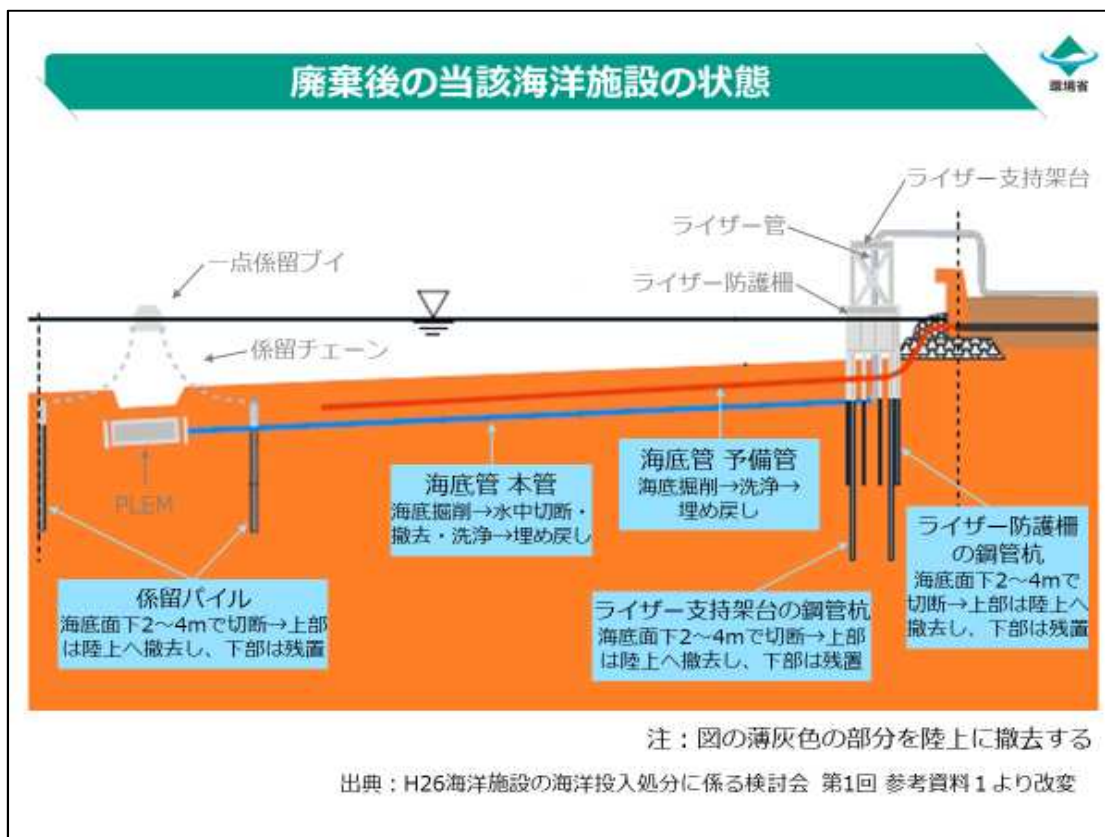 廃棄後の当該海洋施設の状態
環境省
ライザー支持架台
ライザー管
一点係留ブイ
ライザー防護柵
係留チェーン
PLEM
海底管 本管
海底掘削→水中切断・
撤去・洗浄→埋め戻し
海底管 予備管
海底掘削→洗浄→
埋め戻し
ライザー防護柵
の鋼管杭
海底面下2~4mで
切断→上部は陸上へ
撤去し、下部は残置
係留パイル
海底面下2~4mで切断→上部
は陸上へ撤去し、下部は残置
ライザー支持架台の鋼管杭
海底面下2~4mで切断→上部
は陸上へ撤去し、下部は残置
注:図の薄灰色の部分を陸上に撤去する
出典:H26海洋施設の海洋投入処分に係る検討会 第1回 参考資料1より改変